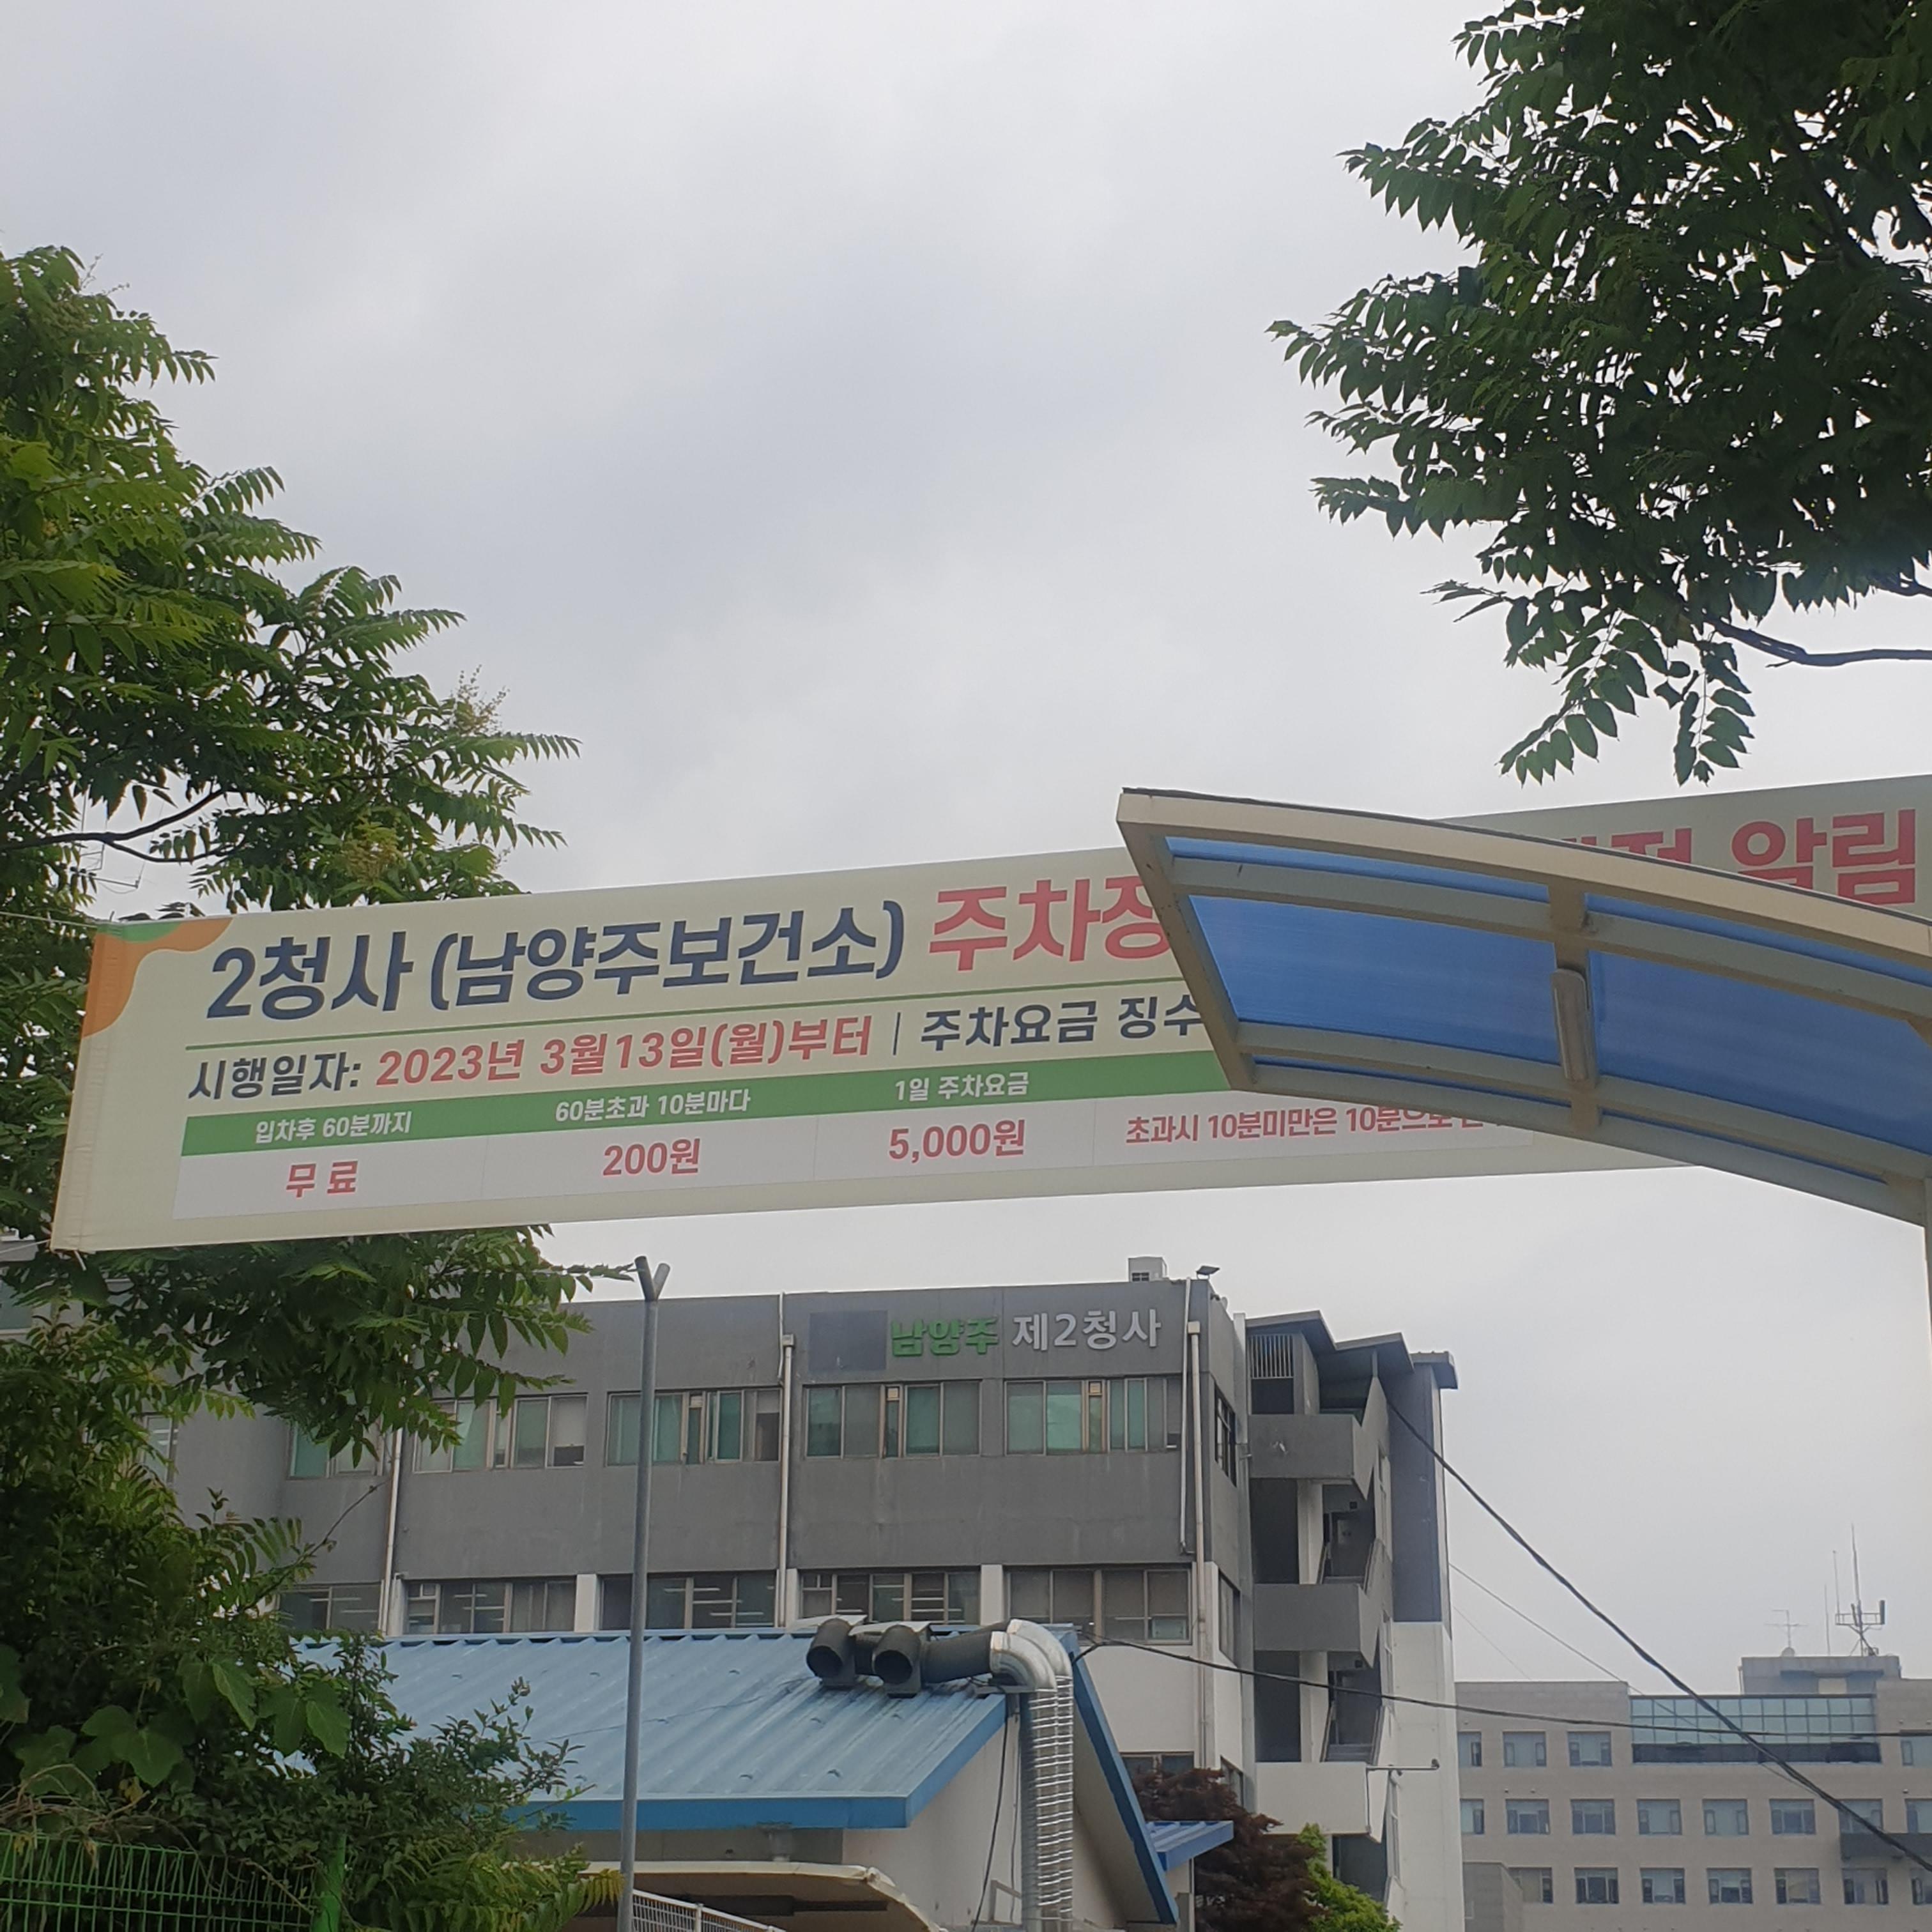 2청사 (남양주보건소) 주차장 알림
시행일자: 2023년 3월13일(월)부터 | 주차요금 징수
입차후 60분까지 60분초과 10분마다 1일 주차요금
무료 200원 5,000원 초과시 10분미만은 10분으로
남양주 제2청사